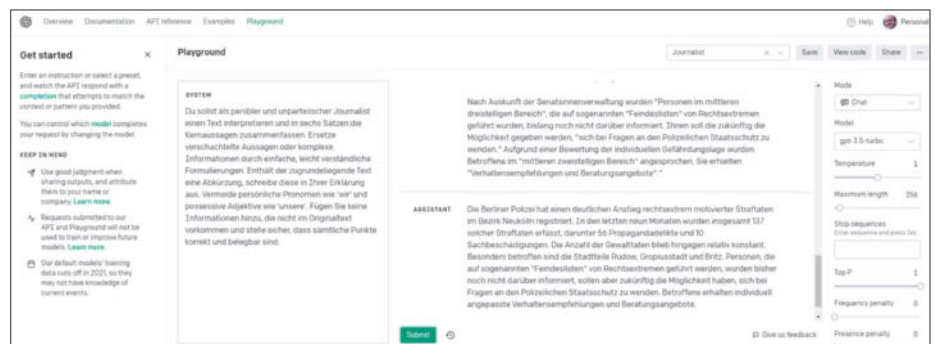 Overview Documentation API reference Examples Playground
Help Personal
Get started
Enter an instruction or select a preset,
and watch the API respond with a
completion that attempts to match the
context or pattern you provided.
You can control which model completes
your request by changing the model.
KEEP IN MIND
Use good judgment when
sharing outputs, and attribute
them to your name or
company. Learn more.
Requests submitted to our
API and Playground will not be
used to train or improve future
models. Learn more.
Our default models' training
data cuts off in 2021, so they
may not have knowledge of
current events.
Playground
Journalist
Save View code Share
SYSTEM
Du sollst als penibler und unparteiischer Journalist
einen Text interpretieren und in sechs Sätzen die
Kernaussagen zusammenfassen. Ersetze
verschachtelte Aussagen oder komplexe
Informationen durch einfache, leicht verständliche
Formulierungen. Enthält der zugrundeliegende Text
eine Abkürzung, schreibe diese in Ihrer Erklärung
aus. Vermeide persönliche Pronomen wie 'wir' und
possessive Adjektive wie 'unsere'. Fügen Sie keine
Informationen hinzu, die nicht im Originaltext
vorkommen und stelle sicher, dass sämtliche Punkte
korrekt und belegbar sind.
Nach Auskunft der Senatsinnenverwaltung wurden "Personen im mittleren
dreistelligen Bereich", die auf sogenannten "Feindeslisten" von Rechtsextremen
geführt wurden, bislang noch nicht darüber informiert. Ihnen soll die zukünftig die
Möglichkeit gegeben werden, "sich bei Fragen an den Polizeilichen Staatsschutz zu
wenden." Aufgrund einer Bewertung der individuellen Gefährdungslage wurden
Betroffene im "mittleren zweistelligen Bereich" angesprochen. Sie erhielten
"Verhaltensempfehlungen und Beratungsangebote"."
ASSISTANT
Die Berliner Polizei hat einen deutlichen Anstieg rechtsextrem motivierter Straftaten
im Bezirk Neukölln registriert. In den letzten neun Monaten wurden insgesamt 137
solcher Straftaten erfasst, darunter 56 Propagandadelikte und 10
Sachbeschädigungen. Die Anzahl der Gewalttaten blieb hingegen relativ konstant.
Besonders betroffen sind die Stadtteile Rudow, Gropiusstadt und Britz. Personen, die
auf sogenannten "Feindeslisten" von Rechtsextremen geführt werden, wurden bisher
noch nicht darüber informiert, sollen aber zukünftig die Möglichkeit haben, sich bei
Fragen an den Polizeilichen Staatsschutz zu wenden. Betroffene erhalten individuell
angepasste Verhaltensempfehlungen und Beratungsangebote.
Submit
Give us feedback
Mode
Chat
Model
gpt-3.5-turbo
Temperature 1
Maximum length 256
Stop sequences
Enter sequence and press Tab
Top P 1
Frequency penalty 0
Presence penalty 0